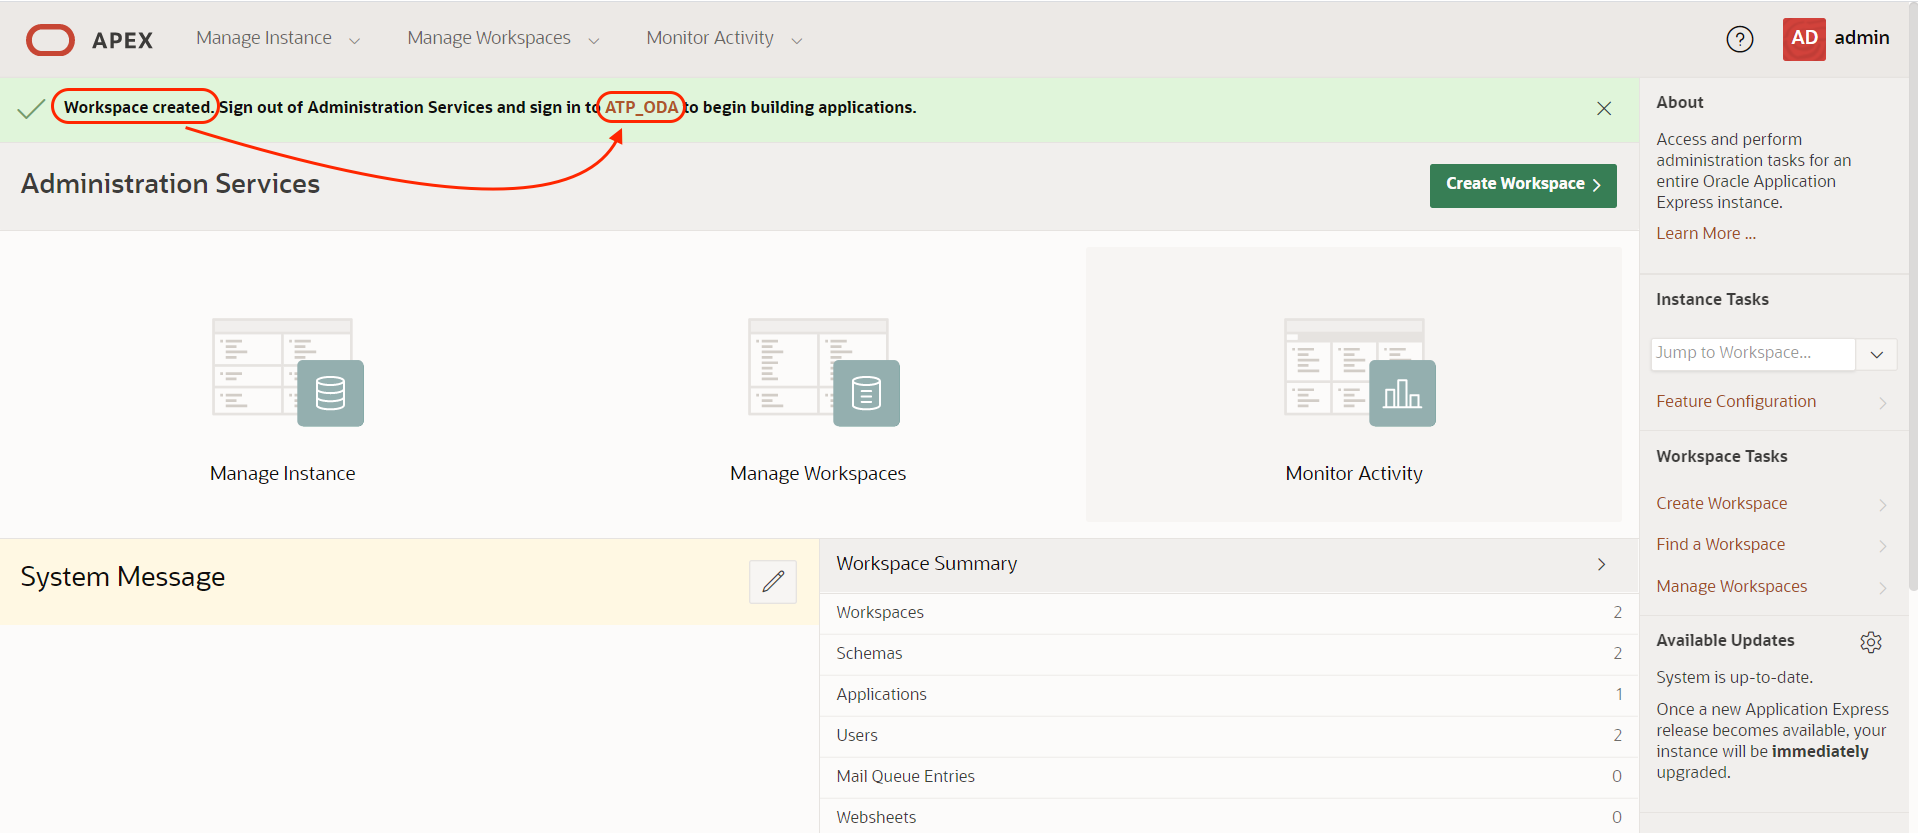 APEX Manage Instance Manage Workspaces Monitor Activity ? AD admin
Workspace created. Sign out of Administration Services and sign in to ATP_ODA to begin building applications.
Administration Services
Create Workspace
Manage Instance
Manage Workspaces
Monitor Activity
System Message
Workspace Summary
Workspaces 2
Schemas 2
Applications 1
Users 2
Mail Queue Entries 0
Websheets 0
About
Access and perform
administration tasks for an
entire Oracle Application
Express instance.
Learn More ...
Instance Tasks
Jump to Workspace...
Feature Configuration
Workspace Tasks
Create Workspace
Find a Workspace
Manage Workspaces
Available Updates
System is up-to-date.
Once a new Application Express
release becomes available, your
instance will be immediately
upgraded.